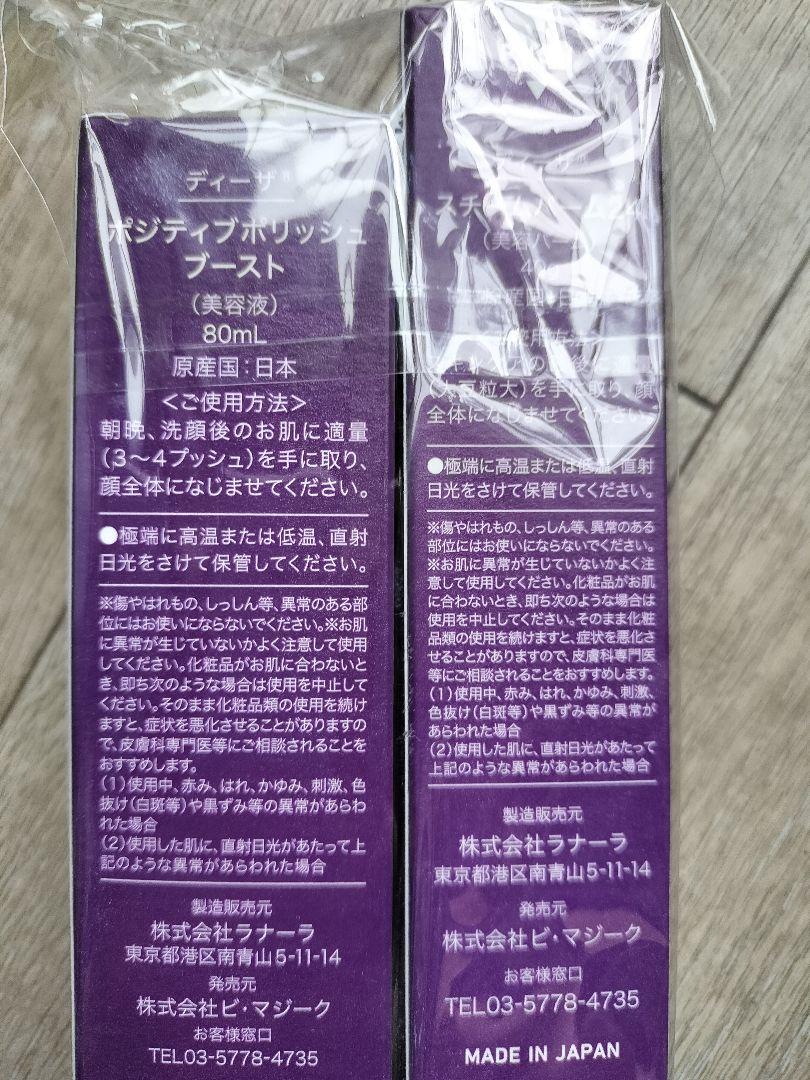 ディーザ®
ポジティブポリッシュ
ブースト
（美容液）
80mL
原産国：日本
＜ご使用方法＞
朝晩、洗顔後のお肌に適量
（3～4プッシュ）を手に取り、
顔全体になじませてください。
●極端に高温または低温、直射
日光をさけて保管してください。
※傷やはれもの、しっしん等、異常のある部
位にはお使いにならないでください。※お肌
に異常が生じていないかよく注意して使用
してください。化粧品がお肌に合わないと
き、即ち次のような場合は使用を中止して
ください。そのまま化粧品類の使用を続け
ますと、症状を悪化させることがありますの
で、皮膚科専門医等にご相談されることを
おすすめします。
（1）使用中、赤み、はれ、かゆみ、刺激、色
抜け（白斑等）や黒ずみ等の異常があらわ
れた場合
（2）使用した肌に、直射日光があたって上
記のような異常があらわれた場合
製造販売元
株式会社ラナーラ
東京都港区南青山5-11-14
発売元
株式会社ビ・マジーク
お客様窓口
TEL03-5778-4735
（美容バーム）
（大豆粒大）を手に取り、顔
全体になじませてください。
●極端に高温または低温、直射
日光をさけて保管してください。
※傷やはれもの、しっしん等、異常のある
部位にはお使いにならないでください。
※お肌に異常が生じていないかよく注
意して使用してください。化粧品がお肌
に合わないとき、即ち次のような場合は
使用を中止してください。そのまま化粧
品類の使用を続けますと、症状を悪化さ
せることがありますので、皮膚科専門医
等にご相談されることをおすすめします。
（1）使用中、赤み、はれ、かゆみ、刺激、
色抜け（白斑等）や黒ずみ等の異常が
あらわれた場合
（2）使用した肌に、直射日光があたって
上記のような異常があらわれた場合
製造販売元
株式会社ラナーラ
東京都港区南青山5-11-14
発売元
株式会社ビ・マジーク
お客様窓口
TEL03-5778-4735
MADE IN JAPAN